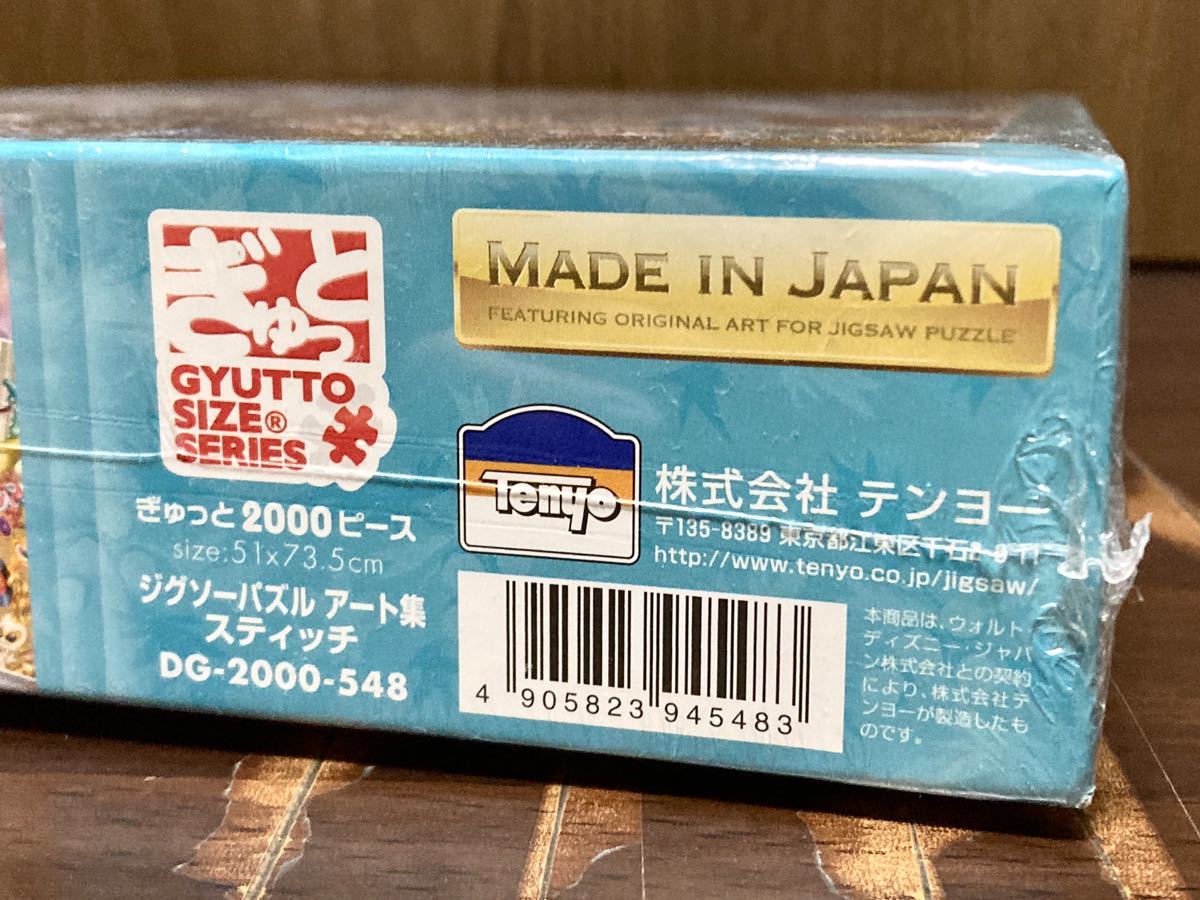 ぎゅっと
GYUTTO
SIZE®
SERIES
ぎゅっと2000ピース
size:51x73.5cm
ジグソーパズル アート集
スティッチ
DG-2000-548
MADE IN JAPAN
FEATURING ORIGINAL ART FOR JIGSAW PUZZLE
Tenyo
株式会社 テンヨー
〒135-8389 東京都江東区千石2-9-11
http://www.tenyo.co.jp/jigsaw/
4 905823 945483
本商品は、ウォルト
ディズニー・ジャパ
ン株式会社との契約
により、株式会社テ
ンヨーが製造したも
のです。